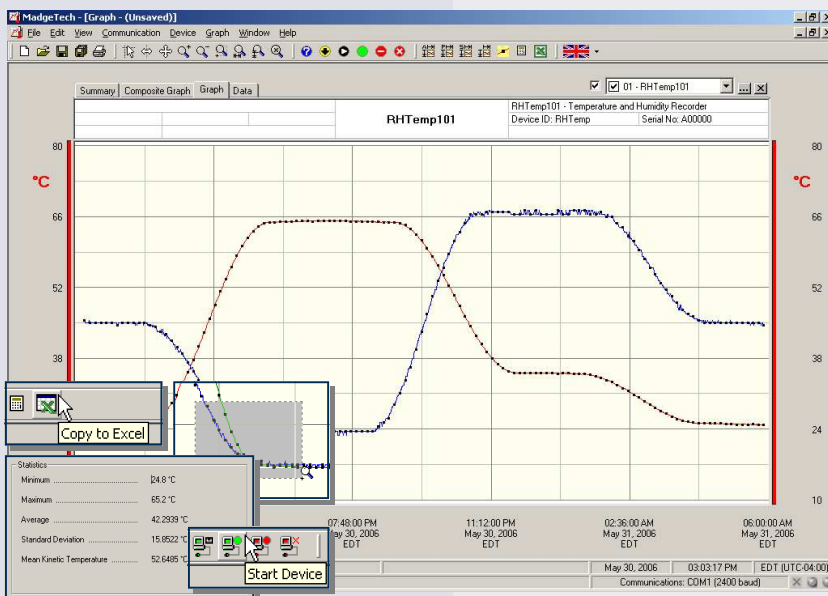 MadgeTech - [Graph - (Unsaved)]
File Edit View Communication Device Graph Window Help
Summary Composite Graph Graph Data
01 - RHTemp101
RHTemp101
RHTemp101 - Temperature and Humidity Recorder
Device ID: RHTemp Serial No: A00000
80 80
°C °C
66 66
52 52
38 38
24
10
Copy to Excel
Statistics
Minimum 24.8 °C
Maximum 65.2 °C
Average 42.2939 °C
Standard Deviation 15.8522 °C
Mean Kinetic Temperature 52.6485 °C
Start Device
07:48:00 PM 11:12:00 PM 02:36:00 AM 06:00:00 AM
May 30, 2006 May 30, 2006 May 31, 2006 May 31, 2006
EDT EDT EDT EDT
May 30, 2006 03:03:17 PM EDT (UTC-04:00)
Communications: COM1 (2400 baud)